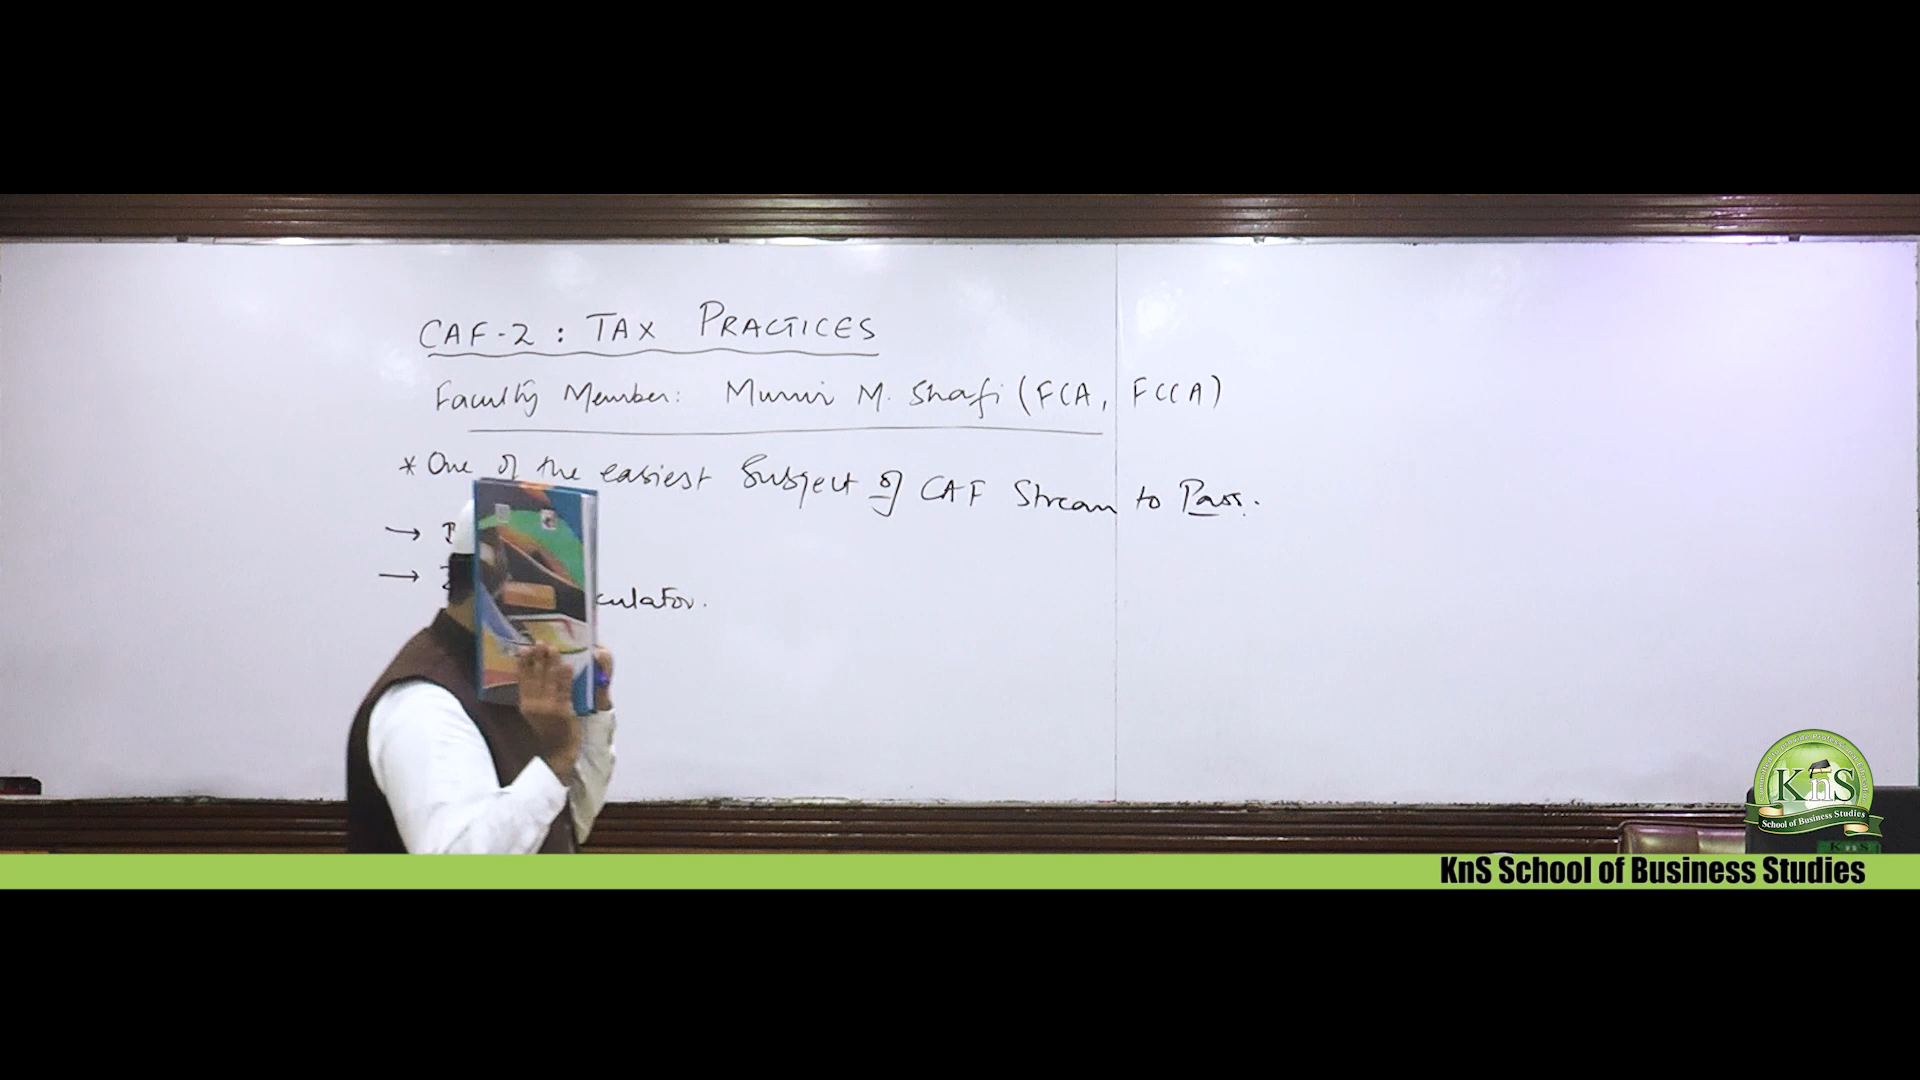 CAF-2 : TAX PRACTICES
Faculty Member: Munir M. Shafi (FCA, FCCA)
* One of the easiest Subject of CAF Stream to Pass.
→
→ culator.
KnS
School of Business Studies
KnS
KnS School of Business Studies